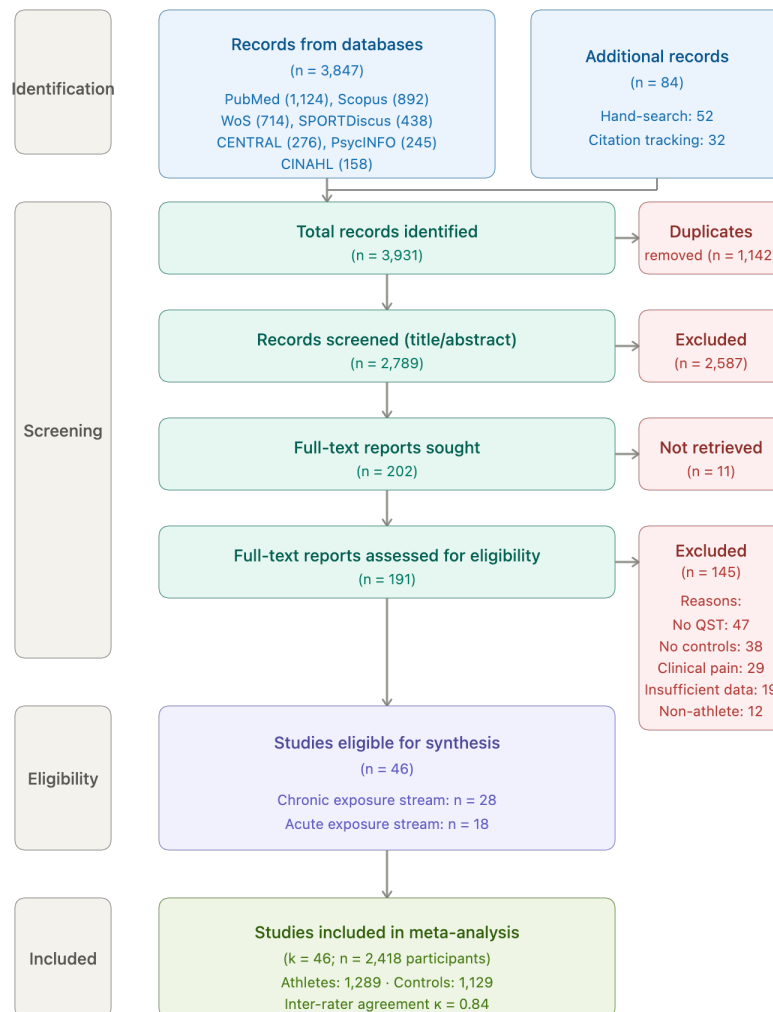 Identification
Records from databases
(n = 3,847)
PubMed (1,124), Scopus (892)
WoS (714), SPORTDiscus (438)
CENTRAL (276), PsycINFO (245)
CINAHL (158)
Additional records
(n = 84)
Hand-search: 52
Citation tracking: 32
Screening
Total records identified
(n = 3,931)
Duplicates
removed (n = 1,142
Records screened (title/abstract)
(n = 2,789)
Excluded
(n = 2,587)
Full-text reports sought
(n = 202)
Not retrieved
(n = 11)
Full-text reports assessed for eligibility
(n = 191)
Excluded
(n = 145)
Reasons:
No QST: 47
No controls: 38
Clinical pain: 29
Insufficient data: 19
Non-athlete: 12
Eligibility
Studies eligible for synthesis
(n = 46)
Chronic exposure stream: n = 28
Acute exposure stream: n = 18
Included
Studies included in meta-analysis
(k = 46; n = 2,418 participants)
Athletes: 1,289 · Controls: 1,129
Inter-rater agreement κ = 0.84